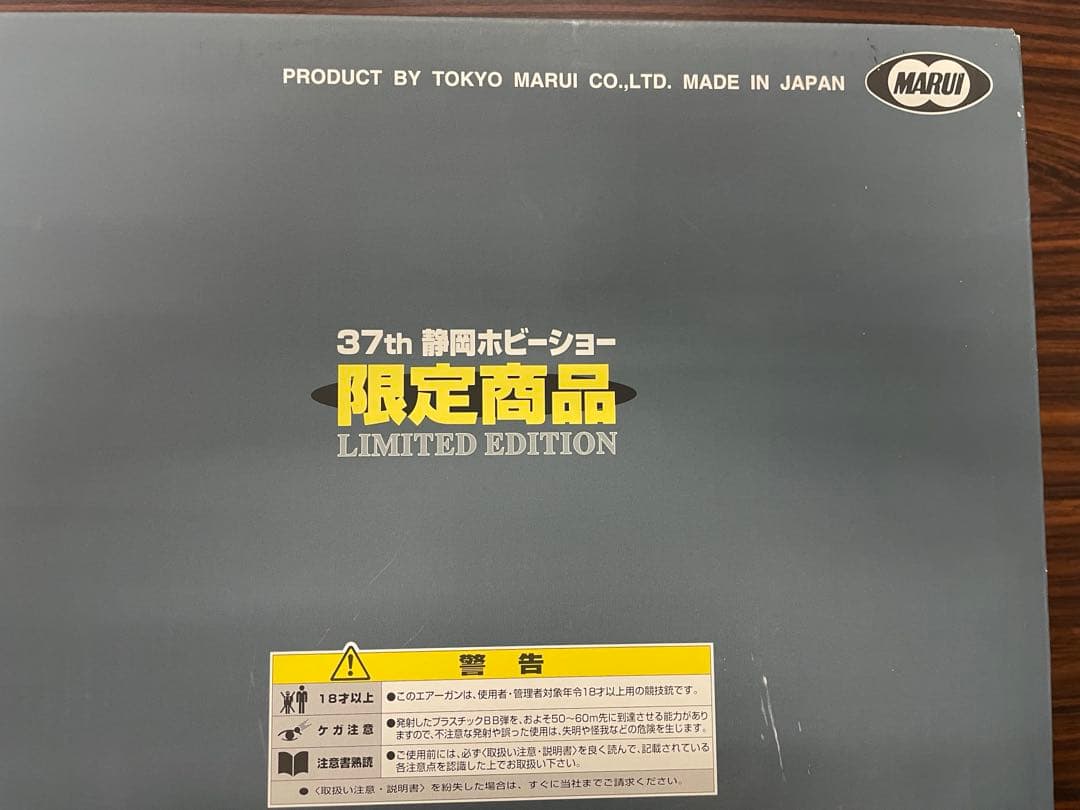 PRODUCT BY TOKYO MARUI CO.,LTD. MADE IN JAPAN
MARUI
37th 静岡ホビーショー
限定商品
LIMITED EDITION
警告
18才以上
●このエアーガンは、使用者・管理者対象年令18才以上用の競技銃です。
ケガ注意
●発射したプラスチックBB弾を、およそ50〜60m先に到達させる能力があり
ますので、不注意な発射や誤った使用は、失明や怪我などの危険を生じます。
注意書熟読
●ご使用前には、必ず〈取扱い注意・説明書〉を良く読んで、記載されている
各注意点を認識した上でお取扱い下さい。
●〈取扱い注意・説明書〉を紛失した場合は、すぐに当社までご請求ください。